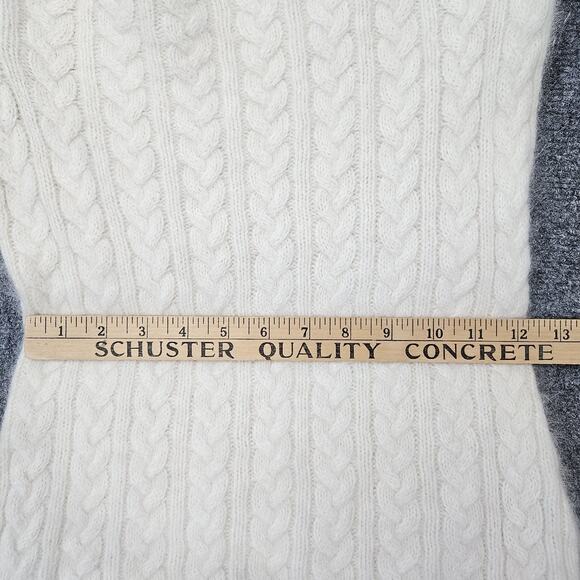 1 2 3 4 5 6 7 8 9 10 11 12 13
SCHUSTER QUALITY CONCRETE